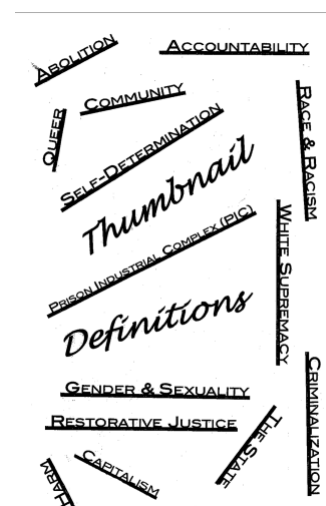 Abolition
Accountability
Community
Queer
Race & Racism
Self-Determination
Thumbnail
Prison Industrial Complex (PIC)
White Supremacy
Definitions
Gender & Sexuality
Restorative Justice
Criminalization
The State
Capitalism
Harm